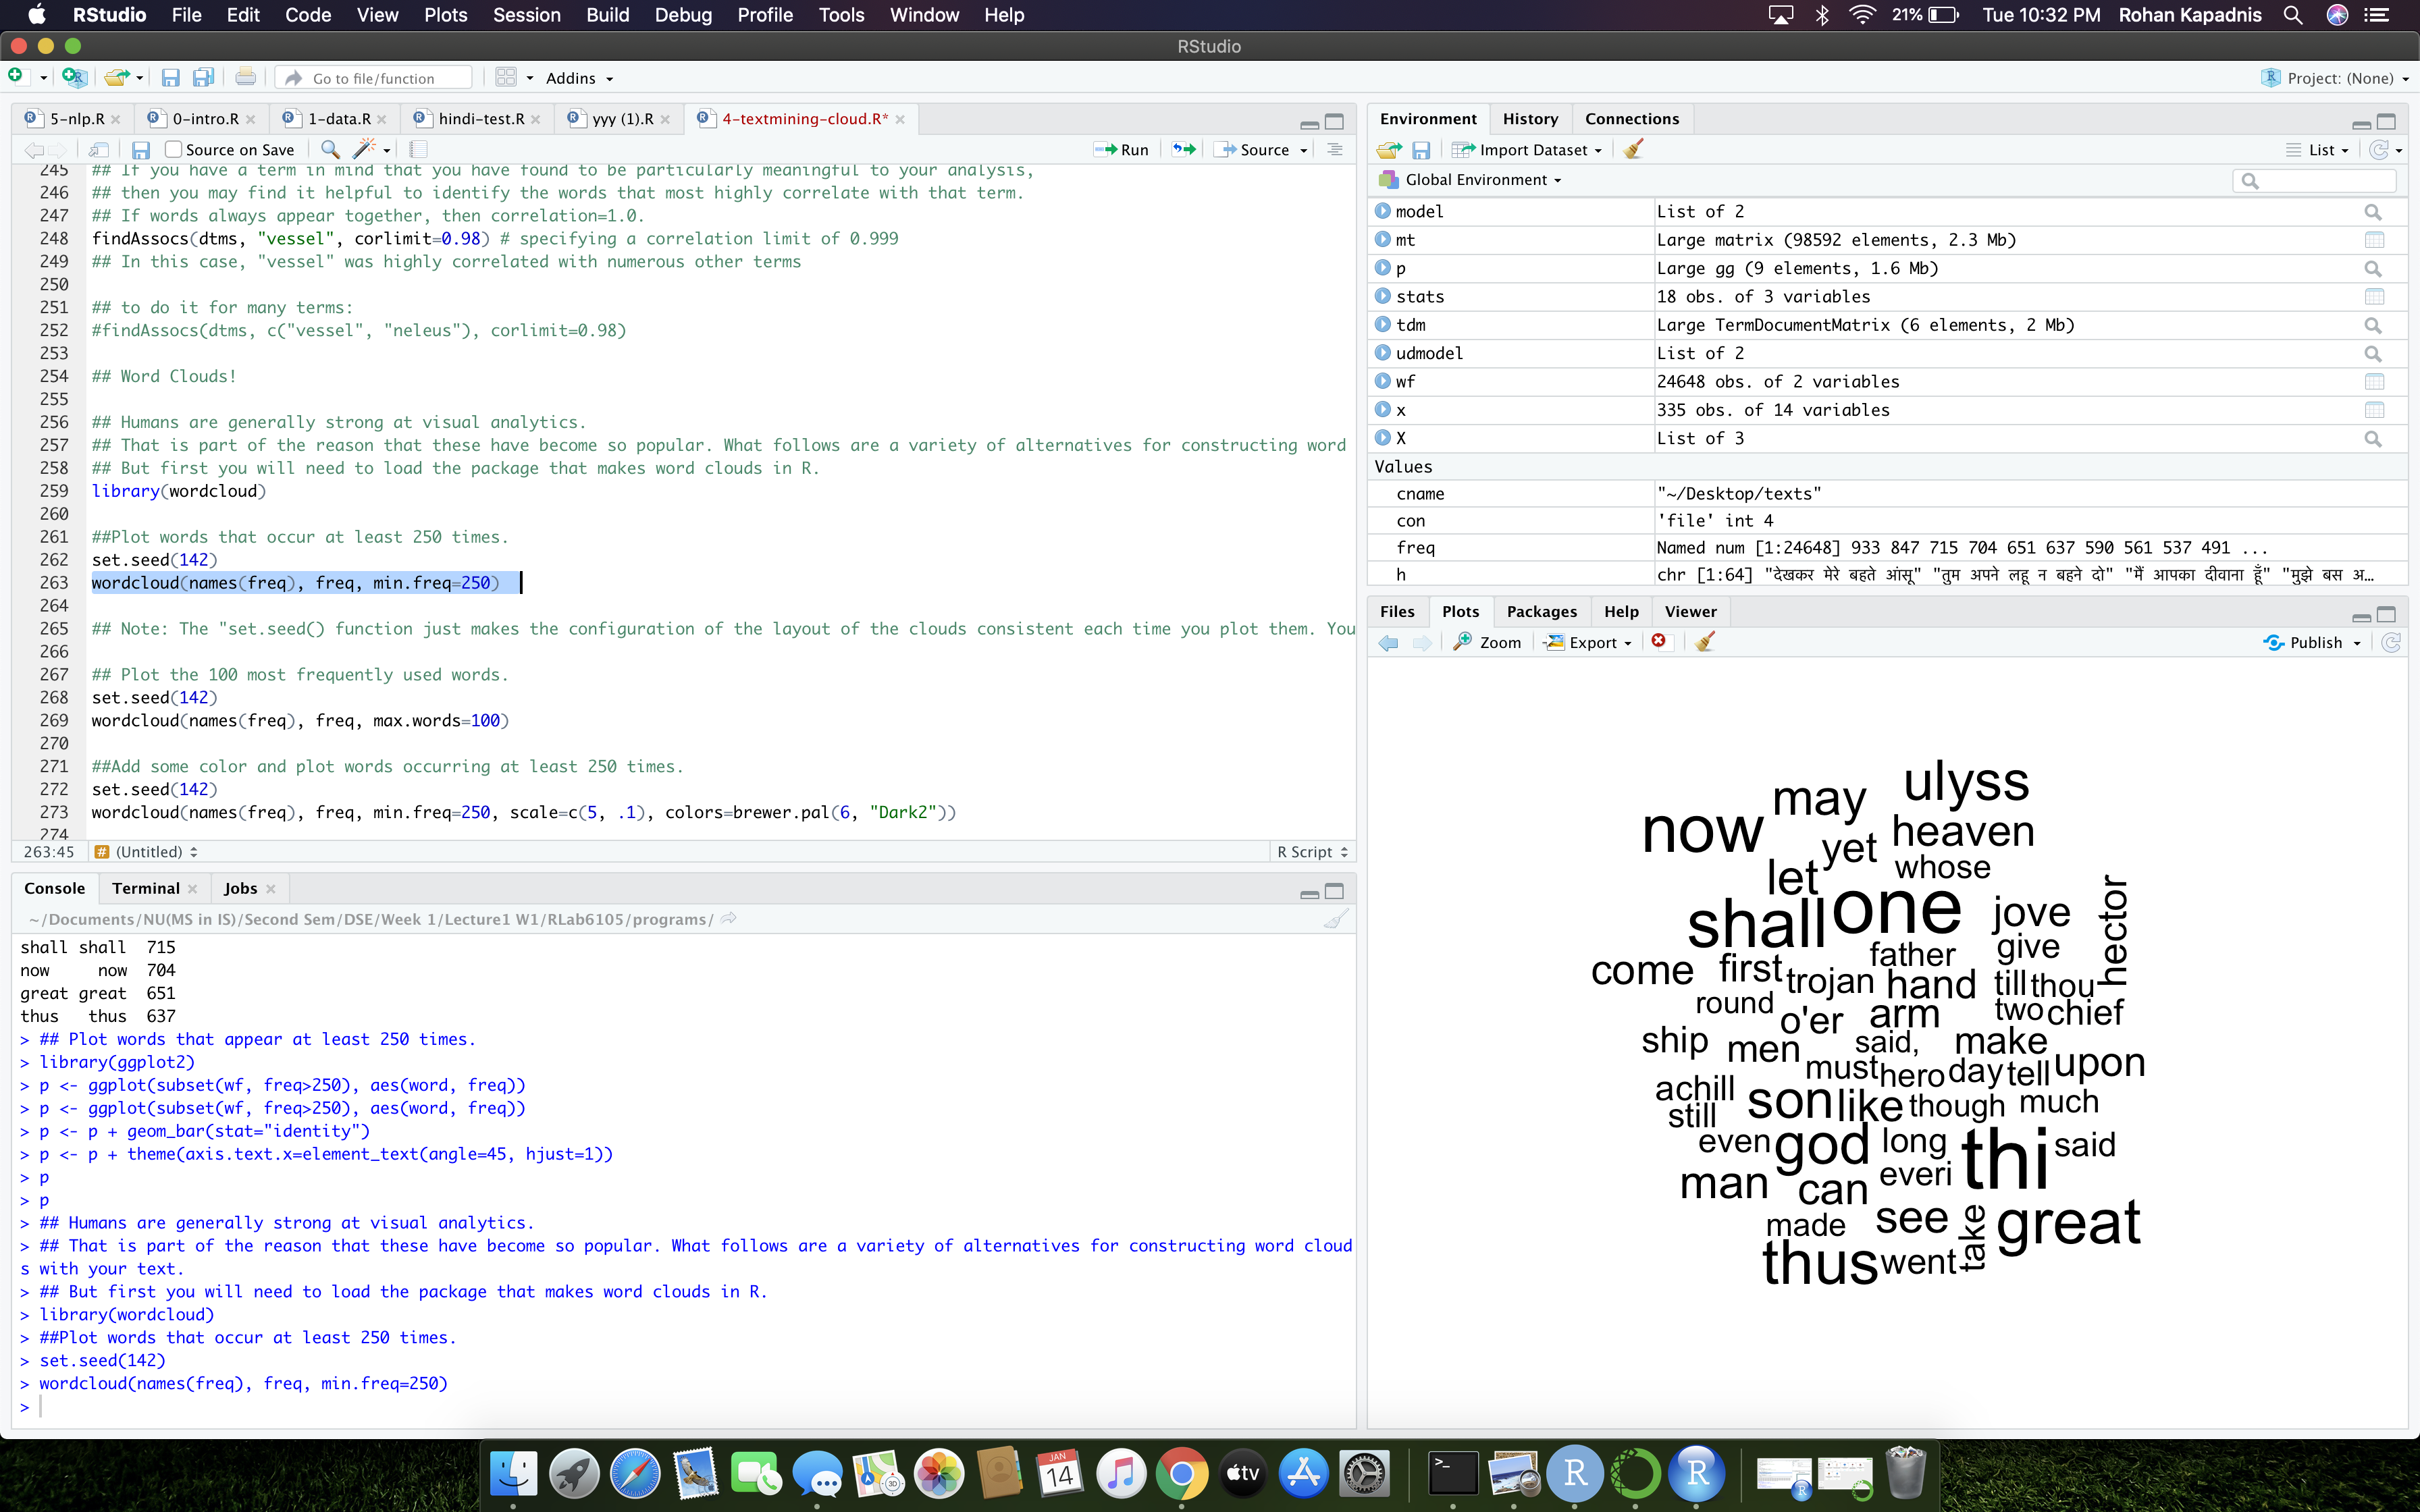 RStudio File Edit Code View Plots Session Build Debug Profile Tools Window Help 21% Tue 10:32 PM Rohan Kapadnis
RStudio
Go to file/function Addins Project: (None)
5-nlp.R 0-intro.R 1-data.R hindi-test.R yyy (1).R 4-textmining-cloud.R*
Source on Save Run Source
245 ## If you have a term in mind that you have found to be particularly meaningful to your analysis,
246 ## then you may find it helpful to identify the words that most highly correlate with that term.
247 ## If words always appear together, then correlation=1.0.
248 findAssocs(dtms, "vessel", corlimit=0.98) # specifying a correlation limit of 0.999
249 ## In this case, "vessel" was highly correlated with numerous other terms
250
251 ## to do it for many terms:
252 #findAssocs(dtms, c("vessel", "neleus"), corlimit=0.98)
253
254 ## Word Clouds!
255
256 ## Humans are generally strong at visual analytics.
257 ## That is part of the reason that these have become so popular. What follows are a variety of alternatives for constructing word
258 ## But first you will need to load the package that makes word clouds in R.
259 library(wordcloud)
260
261 ##Plot words that occur at least 250 times.
262 set.seed(142)
263 wordcloud(names(freq), freq, min.freq=250)
264
265 ## Note: The "set.seed() function just makes the configuration of the layout of the clouds consistent each time you plot them. You
266
267 ## Plot the 100 most frequently used words.
268 set.seed(142)
269 wordcloud(names(freq), freq, max.words=100)
270
271 ##Add some color and plot words occurring at least 250 times.
272 set.seed(142)
273 wordcloud(names(freq), freq, min.freq=250, scale=c(5, .1), colors=brewer.pal(6, "Dark2"))
274
263:45 # (Untitled) R Script
Console Terminal Jobs
~/Documents/NU(MS in IS)/Second Sem/DSE/Week 1/Lecture1 W1/RLab6105/programs/
shall shall 715
now now 704
great great 651
thus thus 637
> ## Plot words that appear at least 250 times.
> library(ggplot2)
> p <- ggplot(subset(wf, freq>250), aes(word, freq))
> p <- ggplot(subset(wf, freq>250), aes(word, freq))
> p <- p + geom_bar(stat="identity")
> p <- p + theme(axis.text.x=element_text(angle=45, hjust=1))
> p
> p
> ## Humans are generally strong at visual analytics.
> ## That is part of the reason that these have become so popular. What follows are a variety of alternatives for constructing word cloud
s with your text.
> ## But first you will need to load the package that makes word clouds in R.
> library(wordcloud)
> ##Plot words that occur at least 250 times.
> set.seed(142)
> wordcloud(names(freq), freq, min.freq=250)
>
Environment History Connections
Import Dataset List
Global Environment
model List of 2
mt Large matrix (98592 elements, 2.3 Mb)
p Large gg (9 elements, 1.6 Mb)
stats 18 obs. of 3 variables
tdm Large TermDocumentMatrix (6 elements, 2 Mb)
udmodel List of 2
wf 24648 obs. of 2 variables
x 335 obs. of 14 variables
X List of 3
Values
cname "~/Desktop/texts"
con 'file' int 4
freq Named num [1:24648] 933 847 715 704 651 637 590 561 537 491 ...
h chr [1:64] "देखकर मेरे बहते आंसू" "तुम अपने लहू न बहने दो" "मैं आपका दीवाना हूँ" "मुझे बस अ…
Files Plots Packages Help Viewer
Zoom Export Publish
may ulyss
now yet heaven
let whose
shall one jove hector
father give
come first trojan hand till thou
round o'er arm two chief
ship men said, make
must hero day tell upon
achill son like though much
still
even god long thi said
man can everi
made see take great
thus went
JAN
14
tv
R R